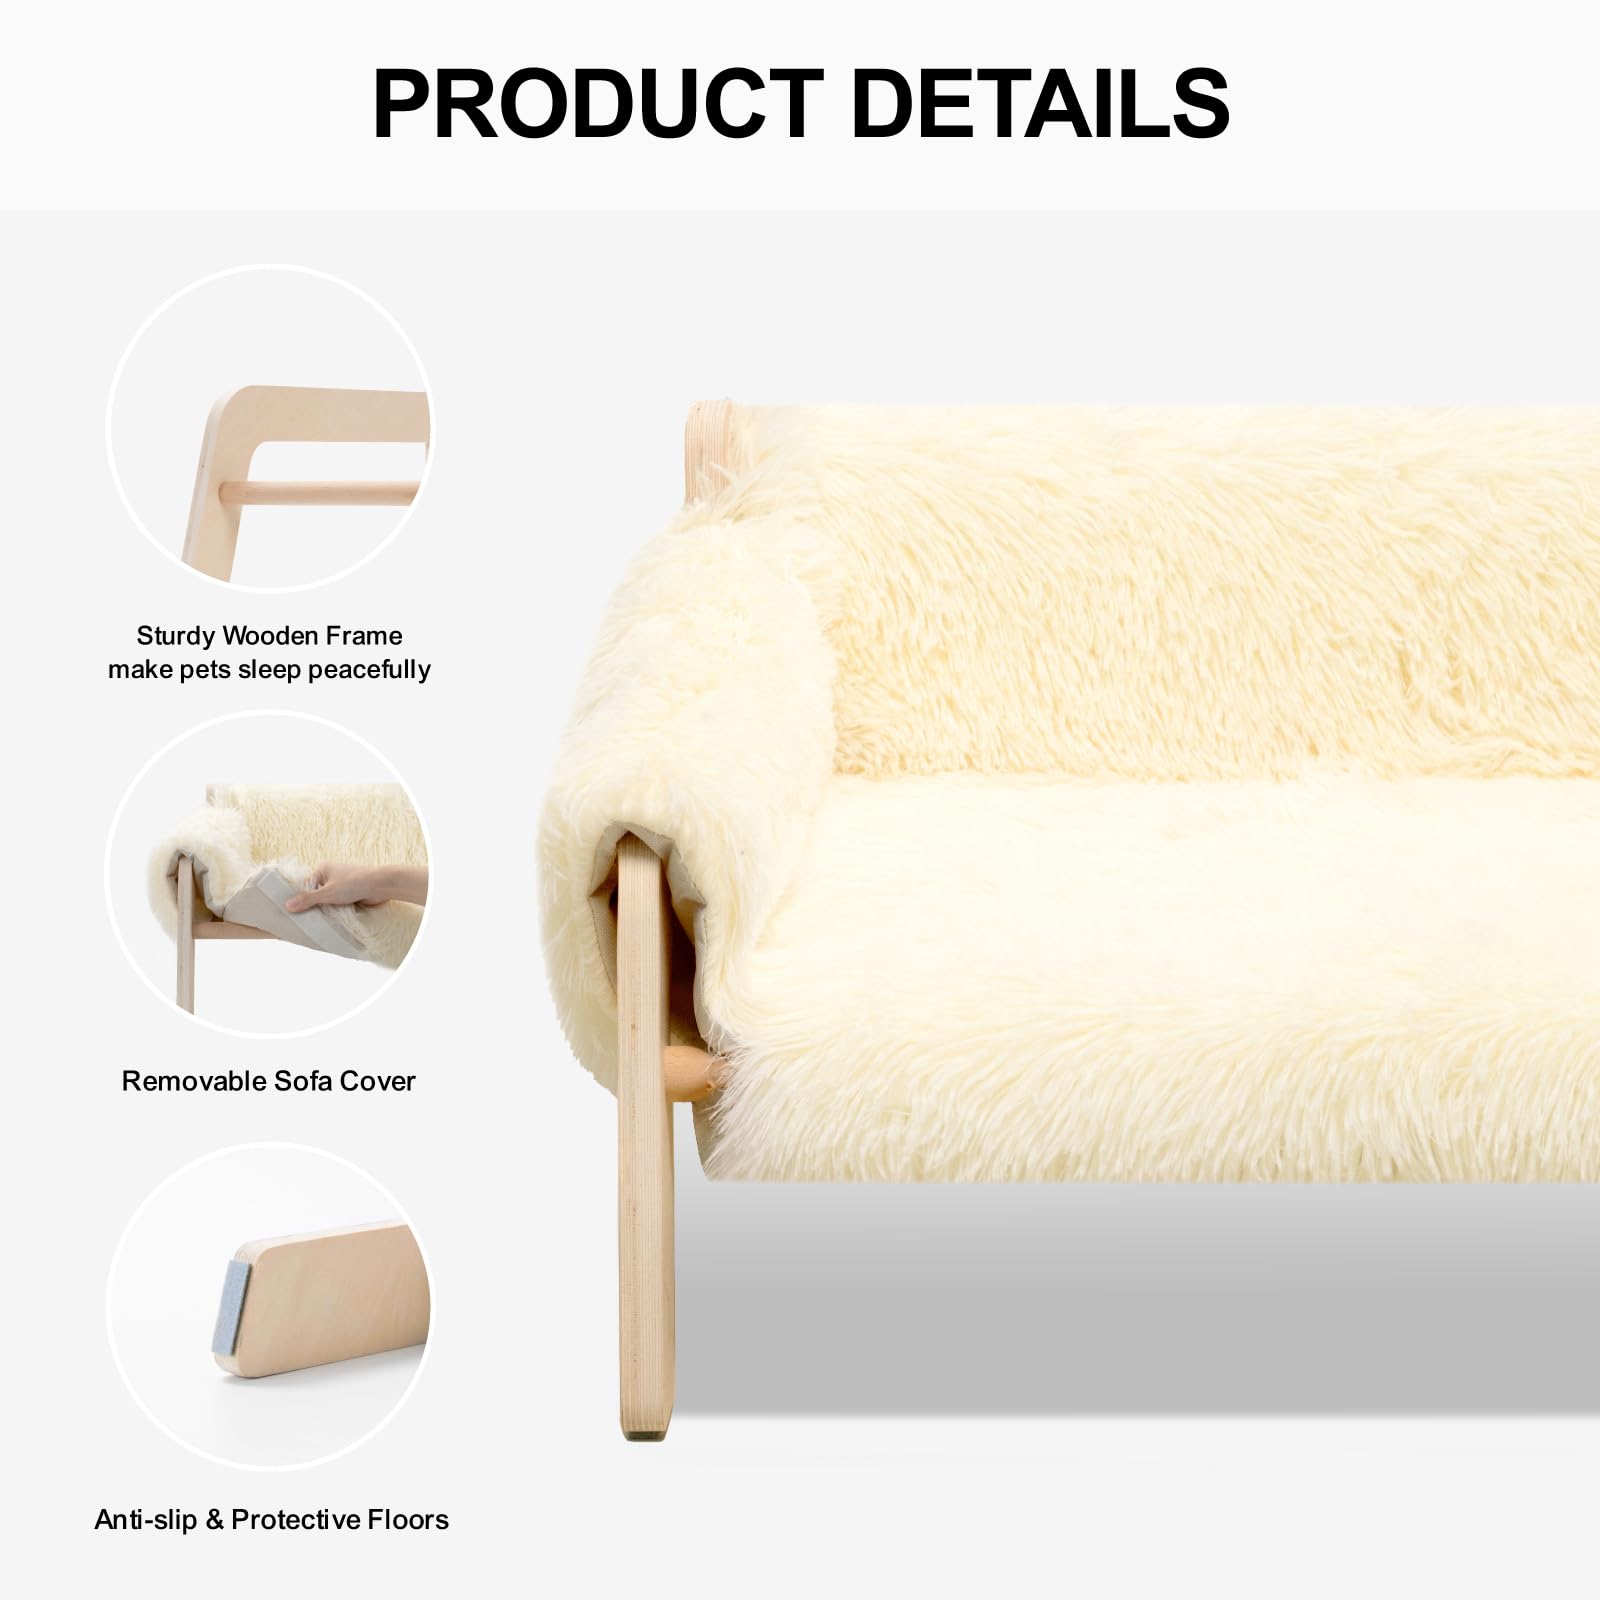 PRODUCT DETAILS
Sturdy Wooden Frame
make pets sleep peacefully
Removable Sofa Cover
Anti-slip & Protective Floors